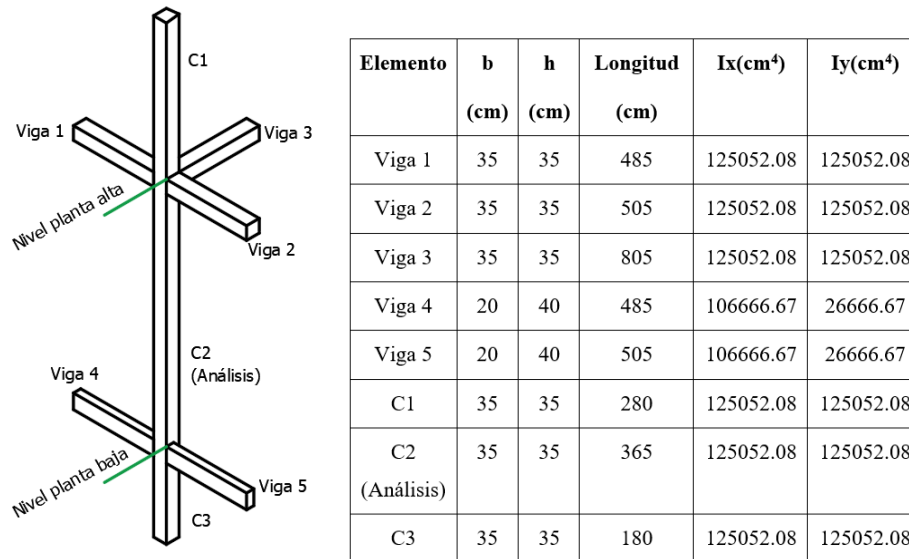 C1
Viga 1
Viga 3
Nivel planta alta
Viga 2
C2
(Análisis)
Viga 4
Nivel planta baja
Viga 5
C3
Elemento b h Longitud Ix(cm⁴) Iy(cm⁴)
(cm) (cm) (cm)
Viga 1 35 35 485 125052.08 125052.08
Viga 2 35 35 505 125052.08 125052.08
Viga 3 35 35 805 125052.08 125052.08
Viga 4 20 40 485 106666.67 26666.67
Viga 5 20 40 505 106666.67 26666.67
C1 35 35 280 125052.08 125052.08
C2 35 35 365 125052.08 125052.08
(Análisis)
C3 35 35 180 125052.08 125052.08